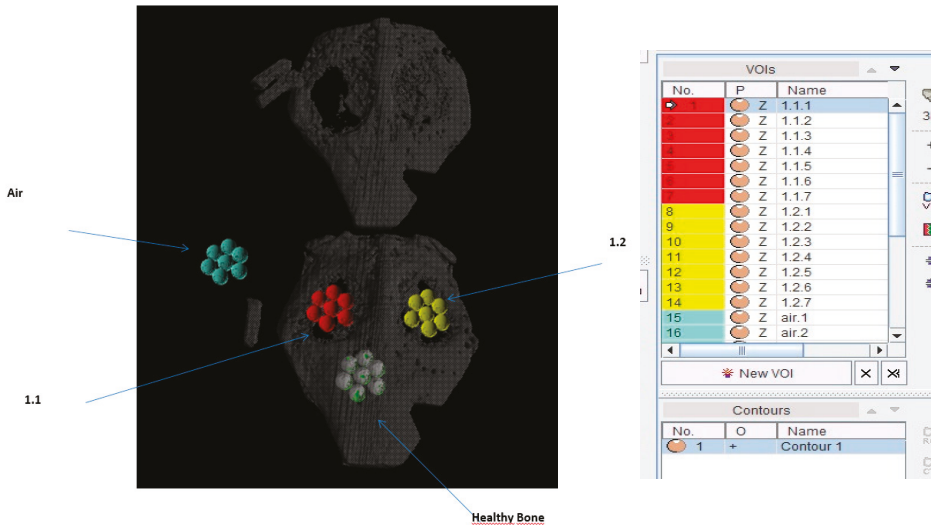 Air
1.1
1.2
Healthy Bone
VOIs
No. P Name
1 Z 1.1.1
2 Z 1.1.2
3 Z 1.1.3
4 Z 1.1.4
5 Z 1.1.5
6 Z 1.1.6
7 Z 1.1.7
8 Z 1.2.1
9 Z 1.2.2
10 Z 1.2.3
11 Z 1.2.4
12 Z 1.2.5
13 Z 1.2.6
14 Z 1.2.7
15 Z air.1
16 Z air.2
New VOI
Contours
No. O Name
1 + Contour 1